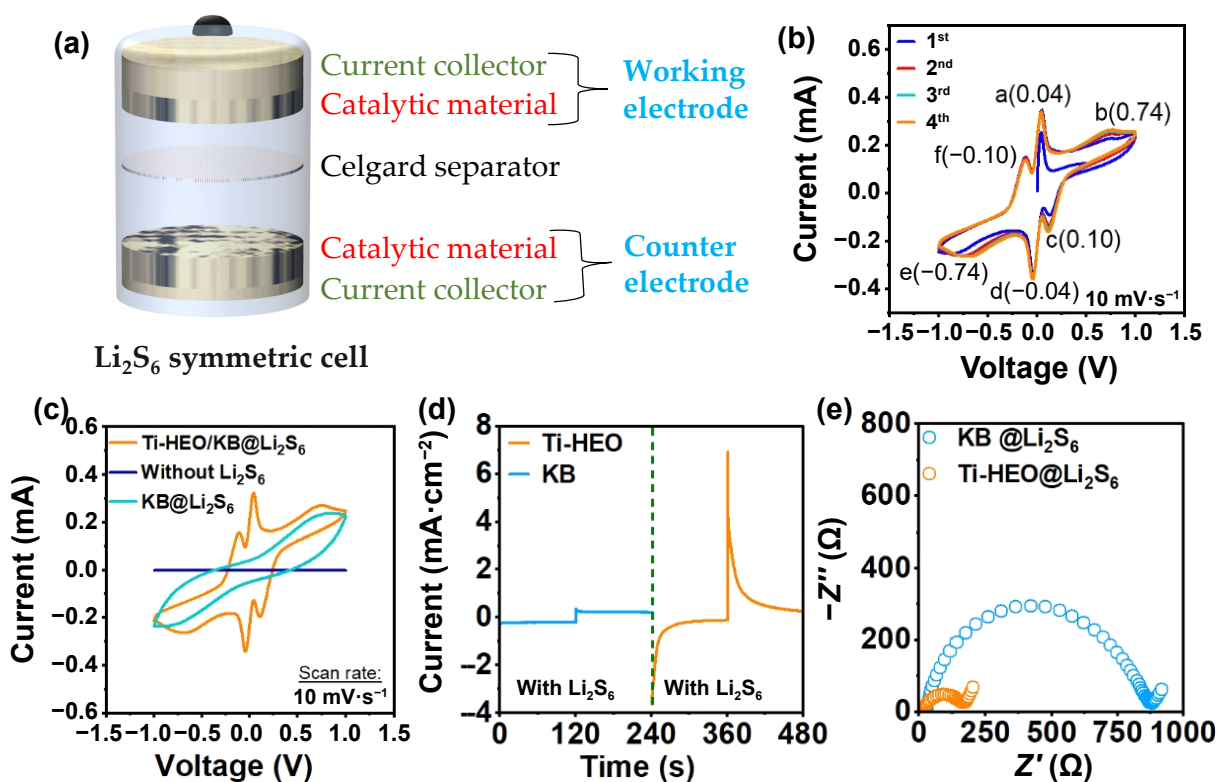 (a)
Current collector
Catalytic material
Working
electrode
Celgard separator
Catalytic material
Current collector
Counter
electrode
Li₂S₆ symmetric cell
(b)
1ˢᵗ
2ⁿᵈ
3ʳᵈ
4ᵗʰ
a(0.04)
b(0.74)
f(−0.10)
c(0.10)
e(−0.74)
d(−0.04)
10 mV·s⁻¹
Current (mA)
0.6
0.4
0.2
0.0
−0.2
−0.4
−1.5 −1.0 −0.5 0.0 0.5 1.0 1.5
Voltage (V)
(c)
Ti-HEO/KB@Li₂S₆
Without Li₂S₆
KB@Li₂S₆
Scan rate:
10 mV·s⁻¹
Current (mA)
0.6
0.4
0.2
0.0
−0.2
−0.4
−0.6
−1.5 −1.0 −0.5 0.0 0.5 1.0 1.5
Voltage (V)
(d)
Ti-HEO
KB
With Li₂S₆
With Li₂S₆
Current (mA·cm⁻²)
8
6
4
2
0
−2
−-4
0 120 240 360 480
Time (s)
(e)
KB @Li₂S₆
Ti-HEO@Li₂S₆
−Z′′ (Ω)
800
600
400
200
0
0 250 500 750 1000
Z′ (Ω)